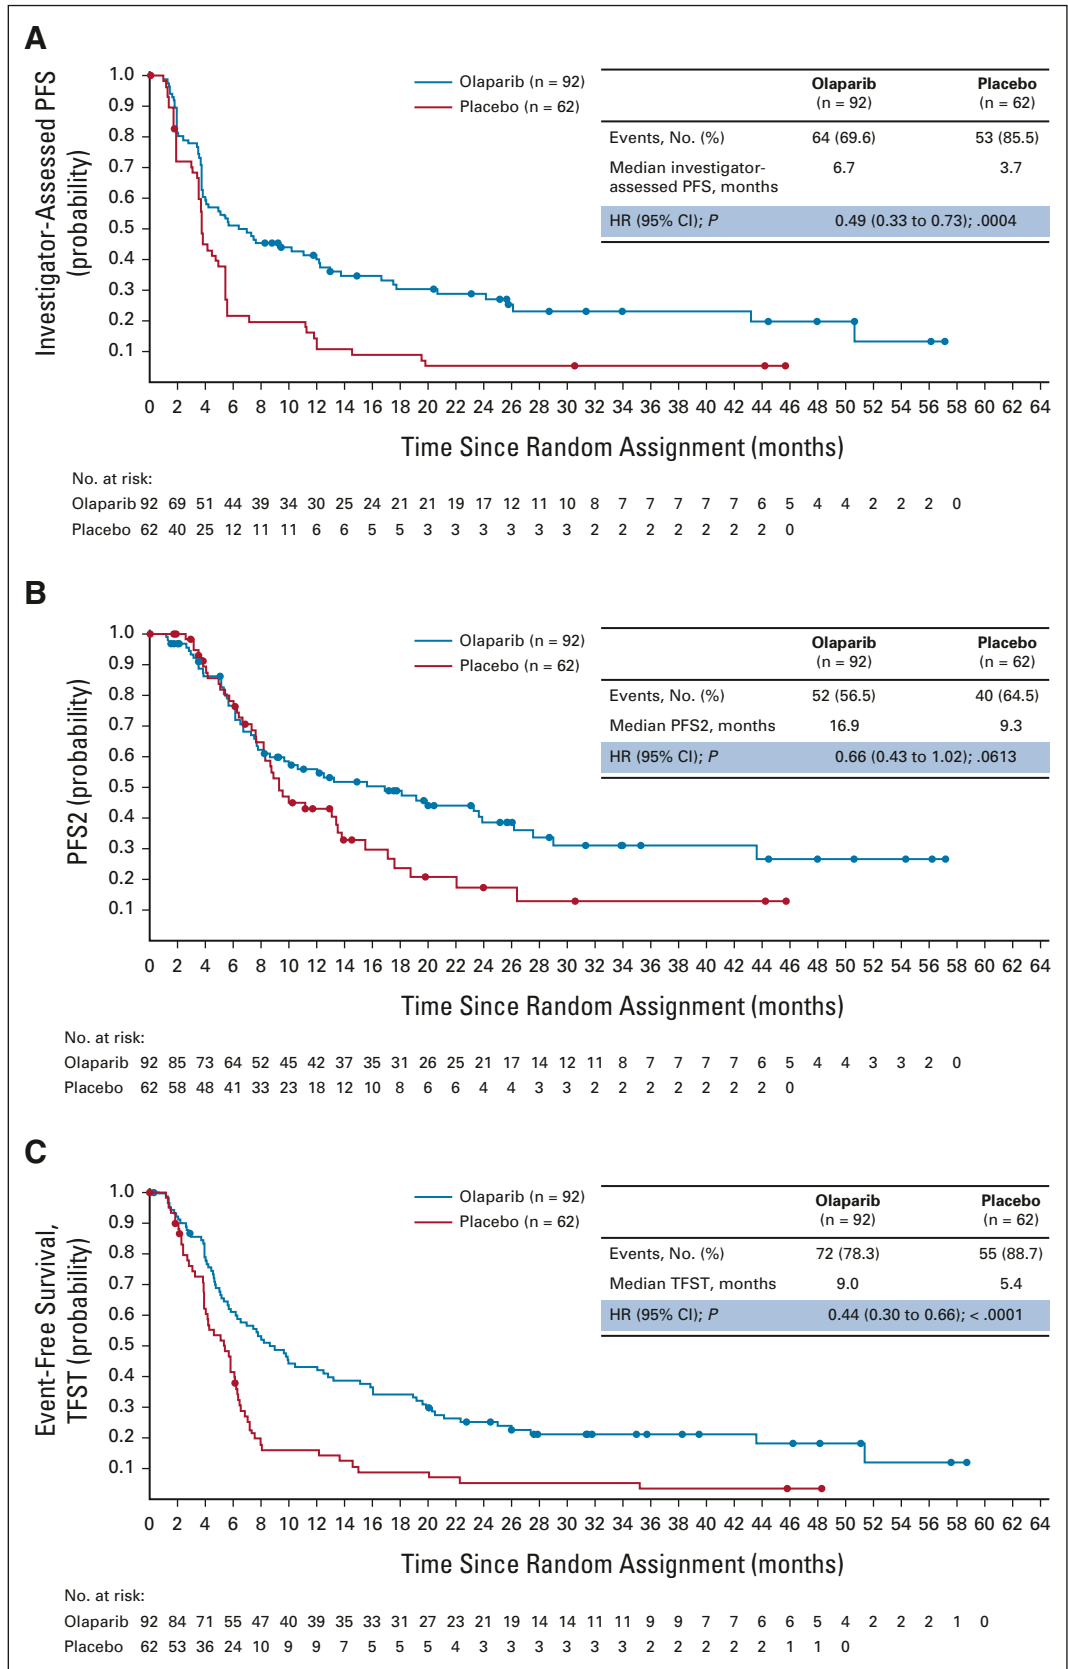 A
Investigator-Assessed PFS
(probability)
1.0
0.9
0.8
0.7
0.6
0.5
0.4
0.3
0.2
0.1
Olaparib (n = 92)
Placebo (n = 62)
Olaparib Placebo
(n = 92) (n = 62)
Events, No. (%) 64 (69.6) 53 (85.5)
Median investigator- 6.7 3.7
assessed PFS, months
HR (95% CI); P 0.49 (0.33 to 0.73); .0004
0 2 4 6 8 10 12 14 16 18 20 22 24 26 28 30 32 34 36 38 40 42 44 46 48 50 52 54 56 58 60 62 64
Time Since Random Assignment (months)
No. at risk:
Olaparib 92 69 51 44 39 34 30 25 24 21 21 19 17 12 11 10 8 7 7 7 7 7 6 5 4 4 2 2 2 0
Placebo 62 40 25 12 11 11 6 6 5 5 3 3 3 3 3 3 2 2 2 2 2 2 2 0
B
PFS2 (probability)
1.0
0.9
0.8
0.7
0.6
0.5
0.4
0.3
0.2
0.1
Olaparib (n = 92)
Placebo (n = 62)
Olaparib Placebo
(n = 92) (n = 62)
Events, No. (%) 52 (56.5) 40 (64.5)
Median PFS2, months 16.9 9.3
HR (95% CI); P 0.66 (0.43 to 1.02); .0613
0 2 4 6 8 10 12 14 16 18 20 22 24 26 28 30 32 34 36 38 40 42 44 46 48 50 52 54 56 58 60 62 64
Time Since Random Assignment (months)
No. at risk:
Olaparib 92 85 73 64 52 45 42 37 35 31 26 25 21 17 14 12 11 8 7 7 7 7 6 5 4 4 3 3 2 0
Placebo 62 58 48 41 33 23 18 12 10 8 6 6 4 4 3 3 2 2 2 2 2 2 2 0
C
Event-Free Survival,
TFST (probability)
1.0
0.9
0.8
0.7
0.6
0.5
0.4
0.3
0.2
0.1
Olaparib (n = 92)
Placebo (n = 62)
Olaparib Placebo
(n = 92) (n = 62)
Events, No. (%) 72 (78.3) 55 (88.7)
Median TFST, months 9.0 5.4
HR (95% CI); P 0.44 (0.30 to 0.66); < .0001
0 2 4 6 8 10 12 14 16 18 20 22 24 26 28 30 32 34 36 38 40 42 44 46 48 50 52 54 56 58 60 62 64
Time Since Random Assignment (months)
No. at risk:
Olaparib 92 84 71 55 47 40 39 35 33 31 27 23 21 19 14 14 11 11 9 9 7 7 6 6 5 4 2 2 2 1 0
Placebo 62 53 36 24 10 9 9 7 5 5 5 4 3 3 3 3 3 3 2 2 2 2 2 1 1 0